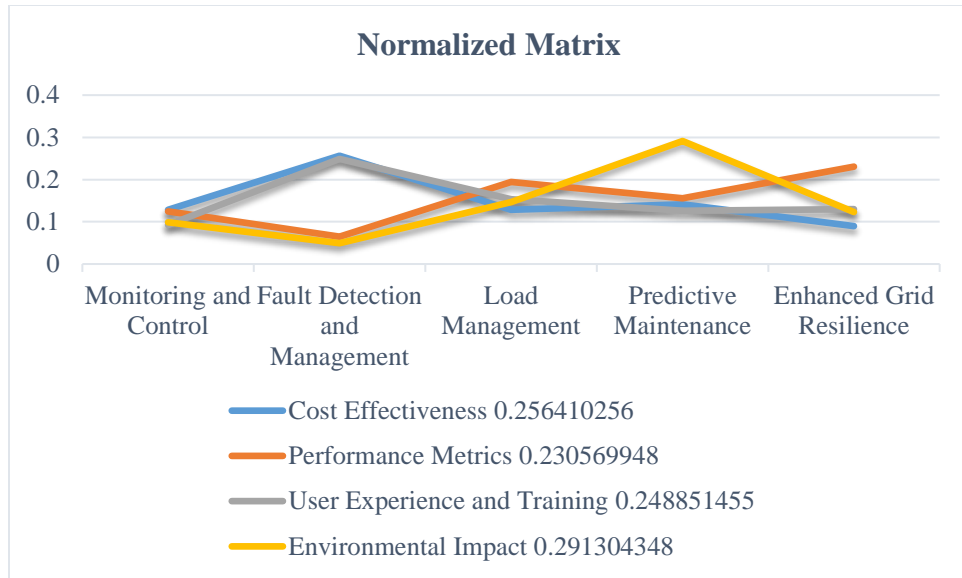 Normalized Matrix
0.4
0.3
0.2
0.1
0
Monitoring and Control
Fault Detection and Management
Load Management
Predictive Maintenance
Enhanced Grid Resilience
Cost Effectiveness 0.256410256
Performance Metrics 0.230569948
User Experience and Training 0.248851455
Environmental Impact 0.291304348